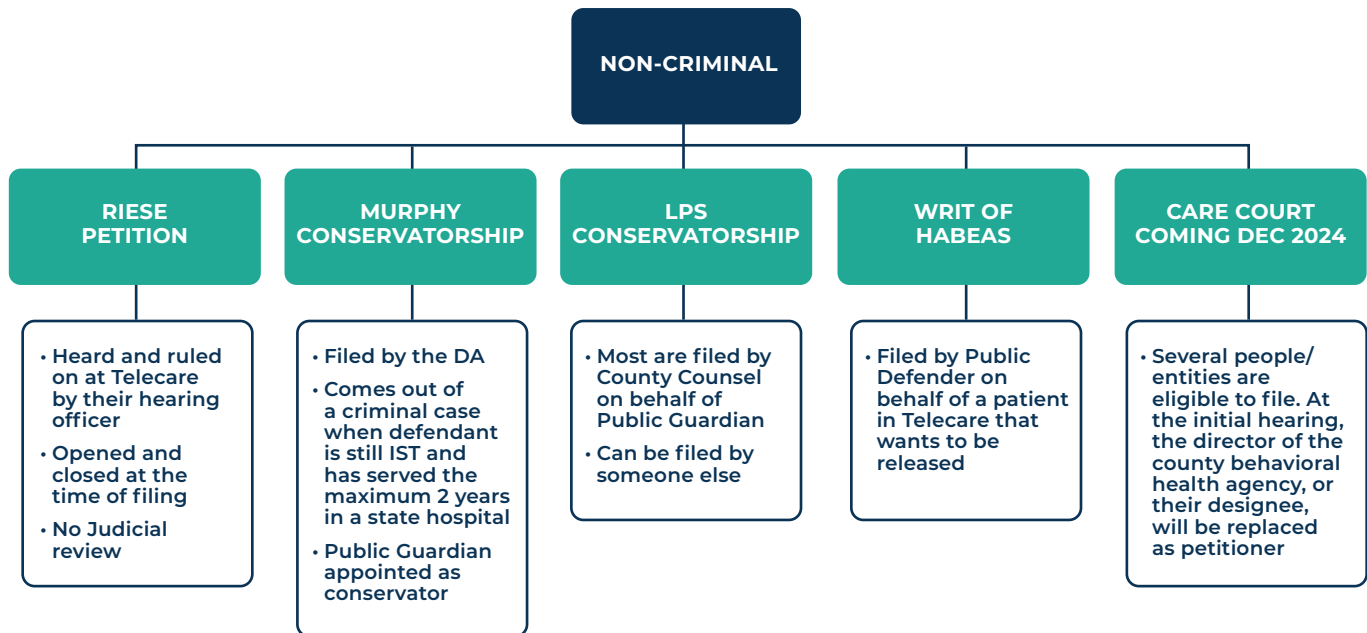 NON-CRIMINAL
RIESE
PETITION
MURPHY
CONSERVATORSHIP
LPS
CONSERVATORSHIP
WRIT OF
HABEAS
CARE COURT
COMING DEC 2024
• Heard and ruled
on at Telecare
by their hearing
officer
• Opened and
closed at the
time of filing
• No Judicial
review
• Filed by the DA
• Comes out of
a criminal case
when defendant
is still IST and
has served the
maximum 2 years
in a state hospital
• Public Guardian
appointed as
conservator
• Most are filed by
County Counsel
on behalf of
Public Guardian
• Can be filed by
someone else
• Filed by Public
Defender on
behalf of a patient
in Telecare that
wants to be
released
• Several people/
entities are
eligible to file. At
the initial hearing,
the director of the
county behavioral
health agency, or
their designee,
will be replaced
as petitioner